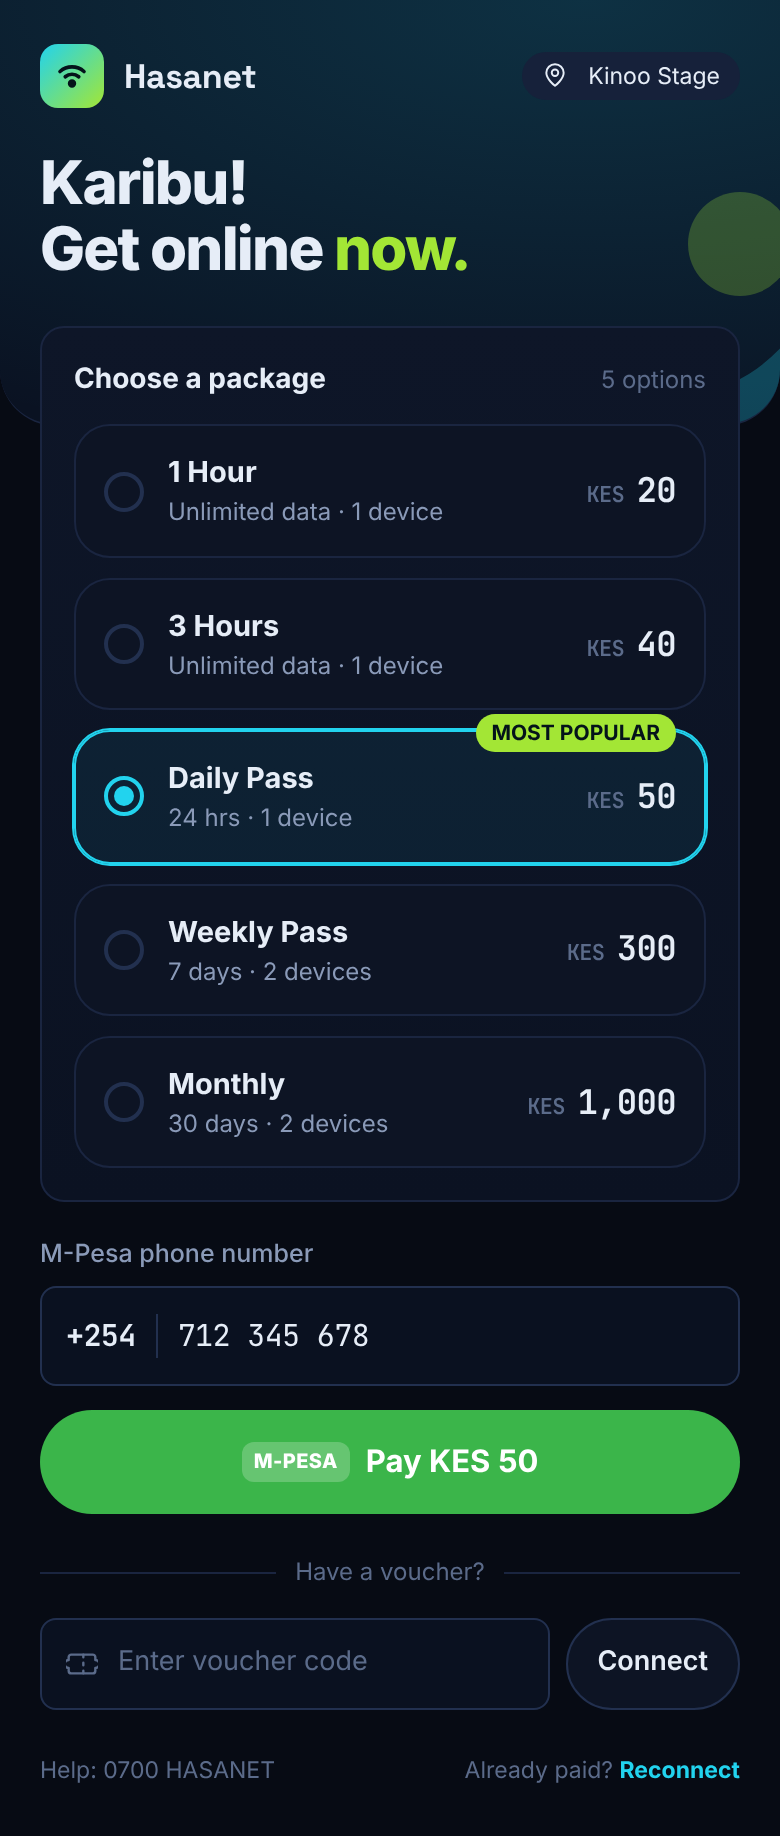 Hasanet
Kinoo Stage
Karibu!
Get online now.
Choose a package
5 options
1 Hour
Unlimited data · 1 device
KES 20
3 Hours
Unlimited data · 1 device
KES 40
MOST POPULAR
Daily Pass
24 hrs · 1 device
KES 50
Weekly Pass
7 days · 2 devices
KES 300
Monthly
30 days · 2 devices
KES 1,000
M-Pesa phone number
+254 712 345 678
M-PESA Pay KES 50
Have a voucher?
Enter voucher code
Connect
Help: 0700 HASANET
Already paid? Reconnect